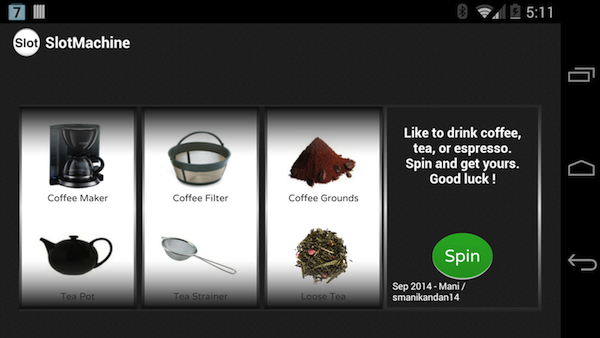 7
5:11
Slot SlotMachine
Like to drink coffee,
tea, or espresso.
Spin and get yours.
Good luck !
Coffee Maker Coffee Filter Coffee Grounds
Spin
Tea Pot Tea Strainer Loose Tea
Sep 2014 - Mani /
smanikandan14